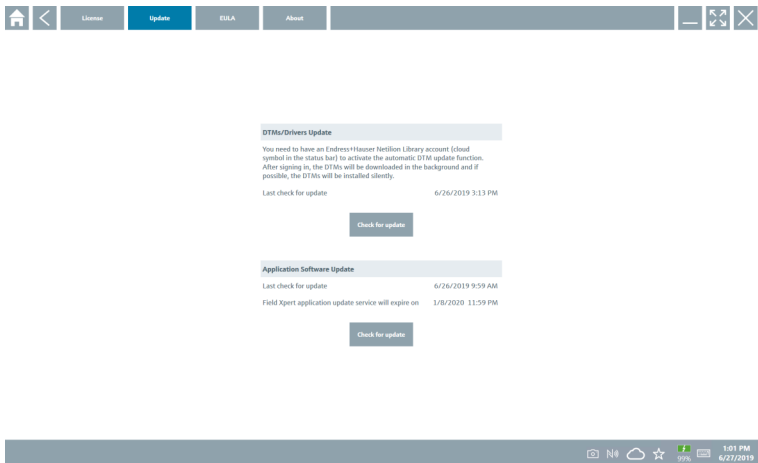 License
Update
EULA
About
DTMs/Drivers Update
You need to have an Endress+Hauser Netilion Library account (cloud
symbol in the status bar) to activate the automatic DTM update function.
After signing in, the DTMs will be downloaded in the background and if
possible, the DTMs will be installed silently.
Last check for update 6/26/2019 3:13 PM
Check for update
Application Software Update
Last check for update 6/26/2019 9:59 AM
Field Xpert application update service will expire on 1/8/2020 11:59 PM
Check for update
99%
1:01 PM
6/27/2019